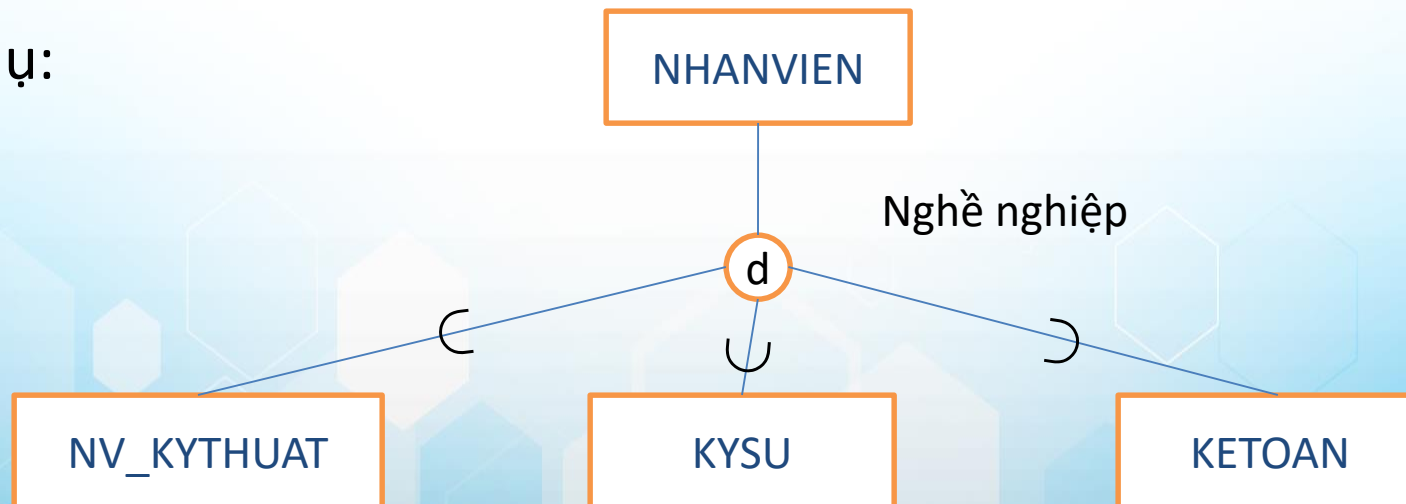 ụ:
NHANVIEN
Nghề nghiệp
d
NV_KYTHUAT
KYSU
KETOAN